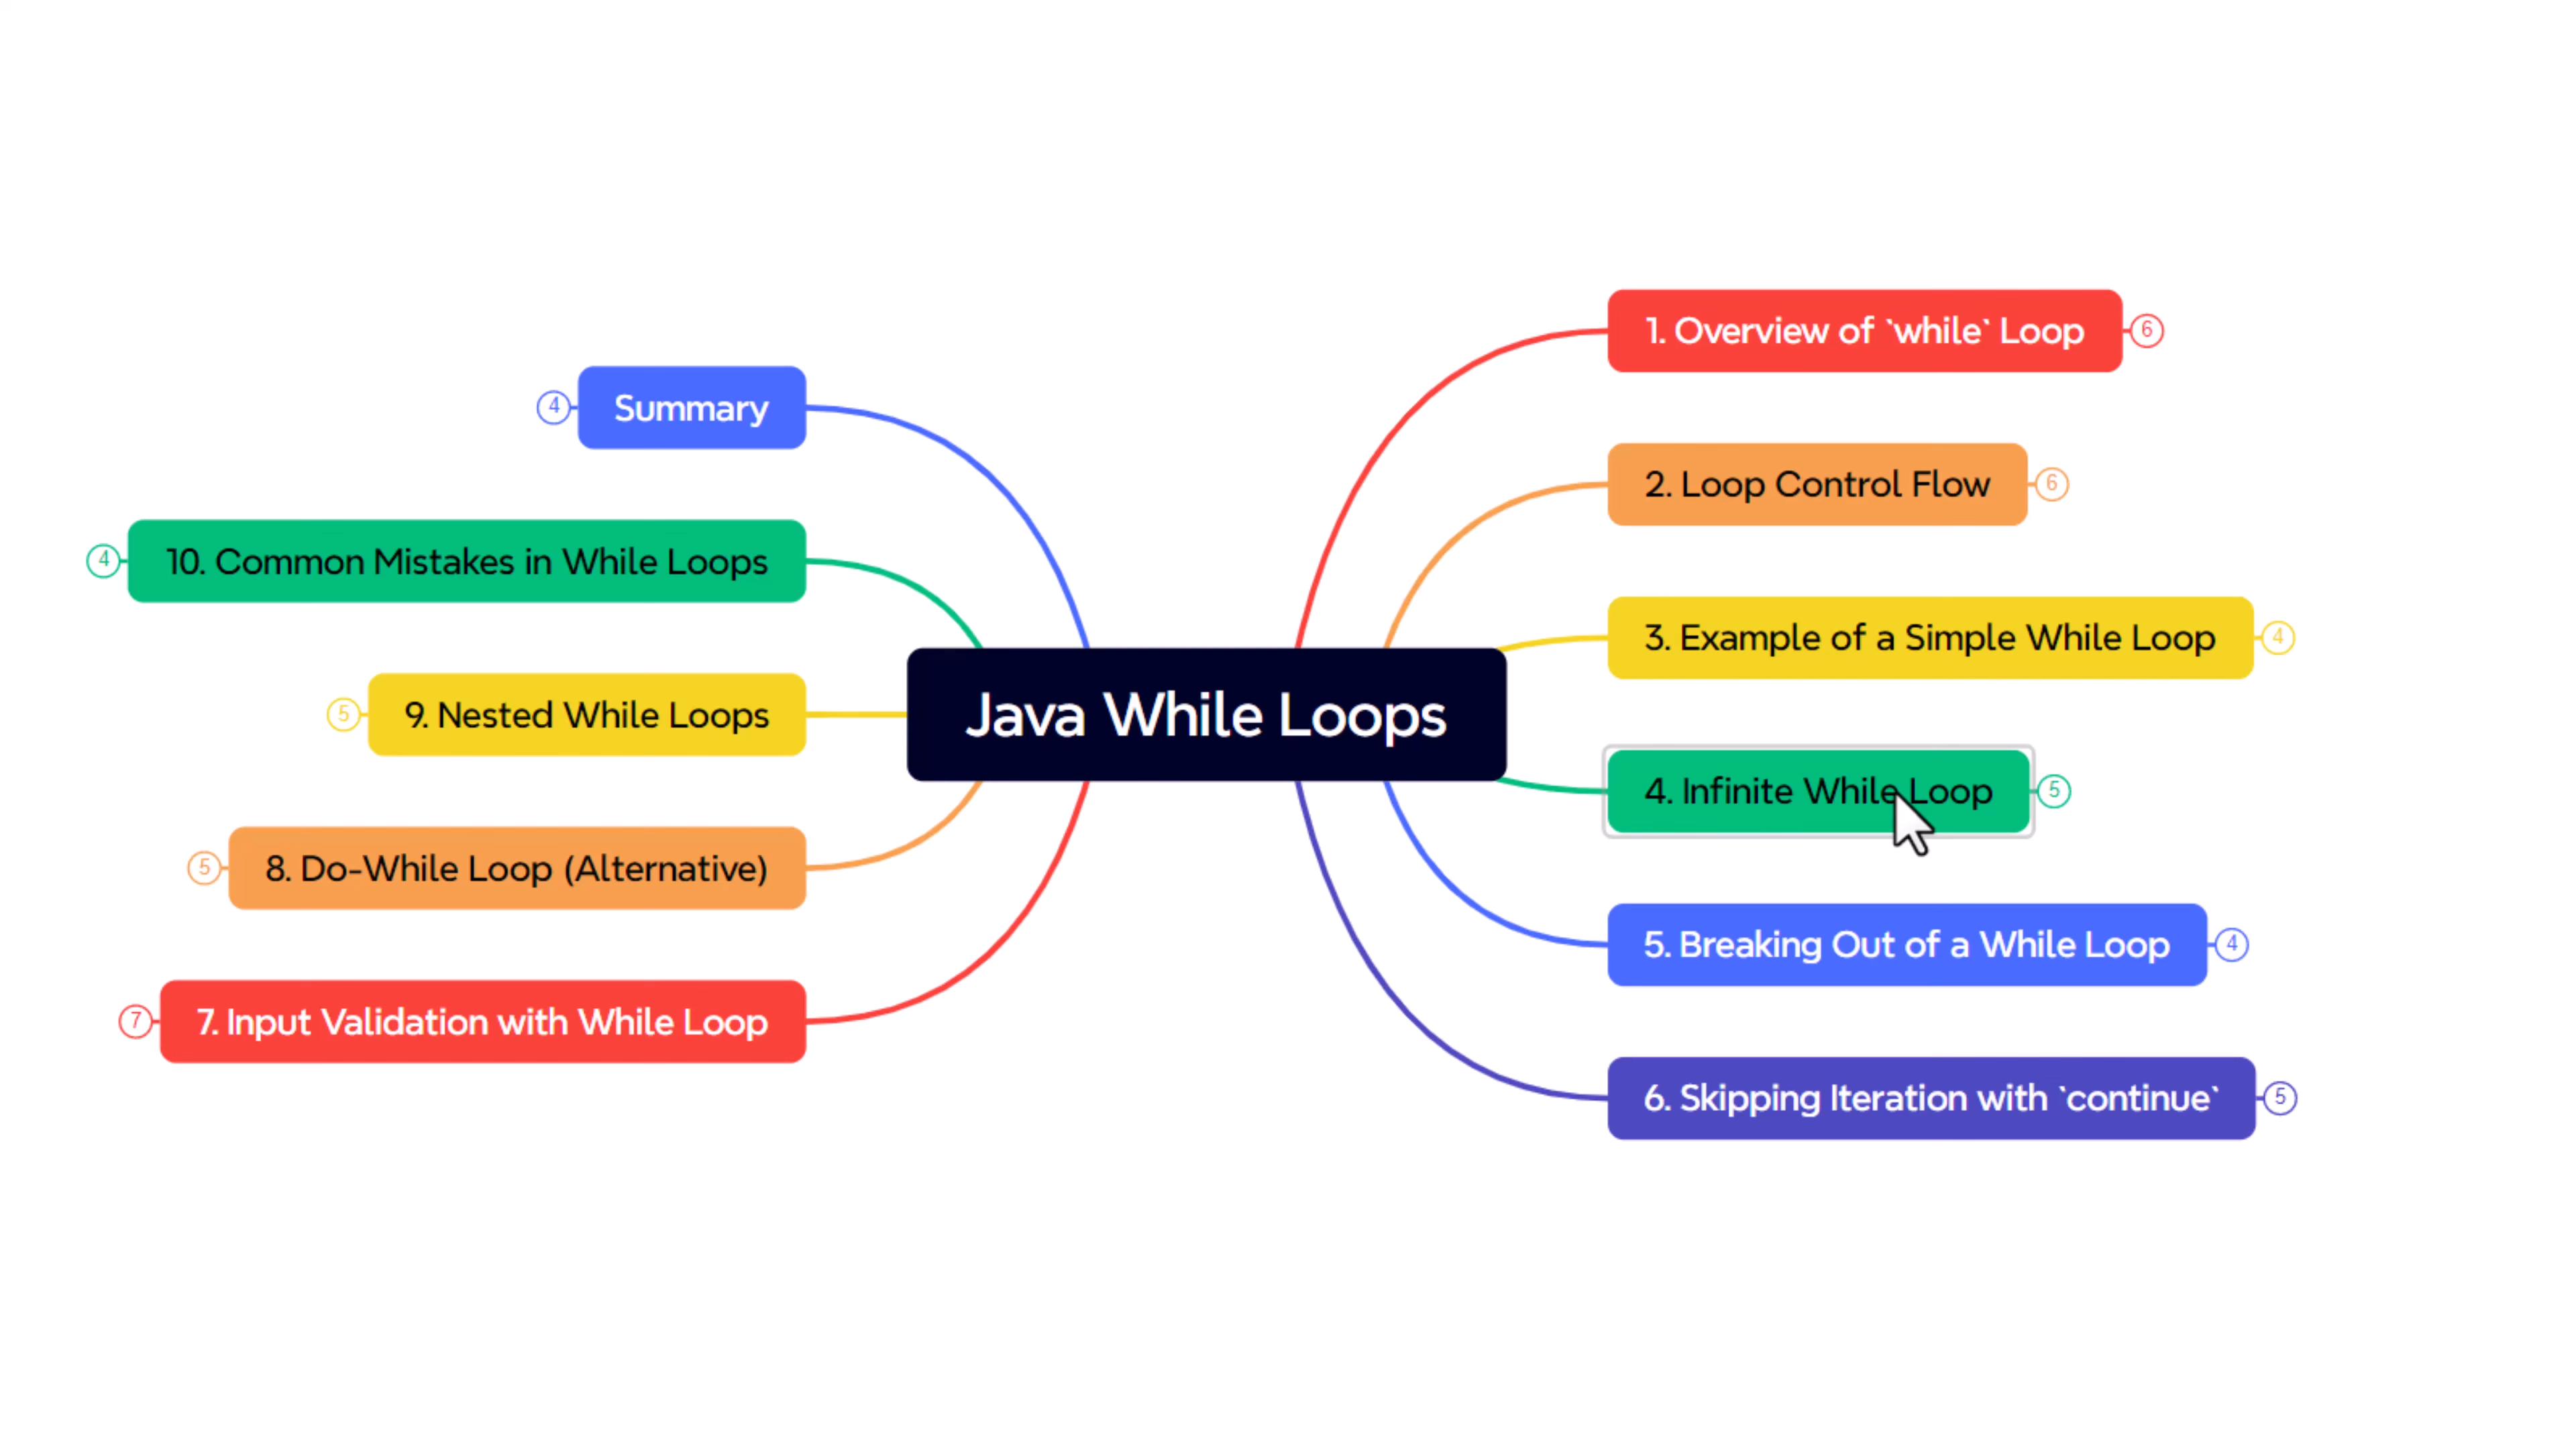 Java While Loops
1. Overview of `while` Loop
6
2. Loop Control Flow
6
3. Example of a Simple While Loop
4
4. Infinite While Loop
5
5. Breaking Out of a While Loop
4
6. Skipping Iteration with `continue`
5
7
7. Input Validation with While Loop
5
8. Do-While Loop (Alternative)
5
9. Nested While Loops
4
10. Common Mistakes in While Loops
4
Summary